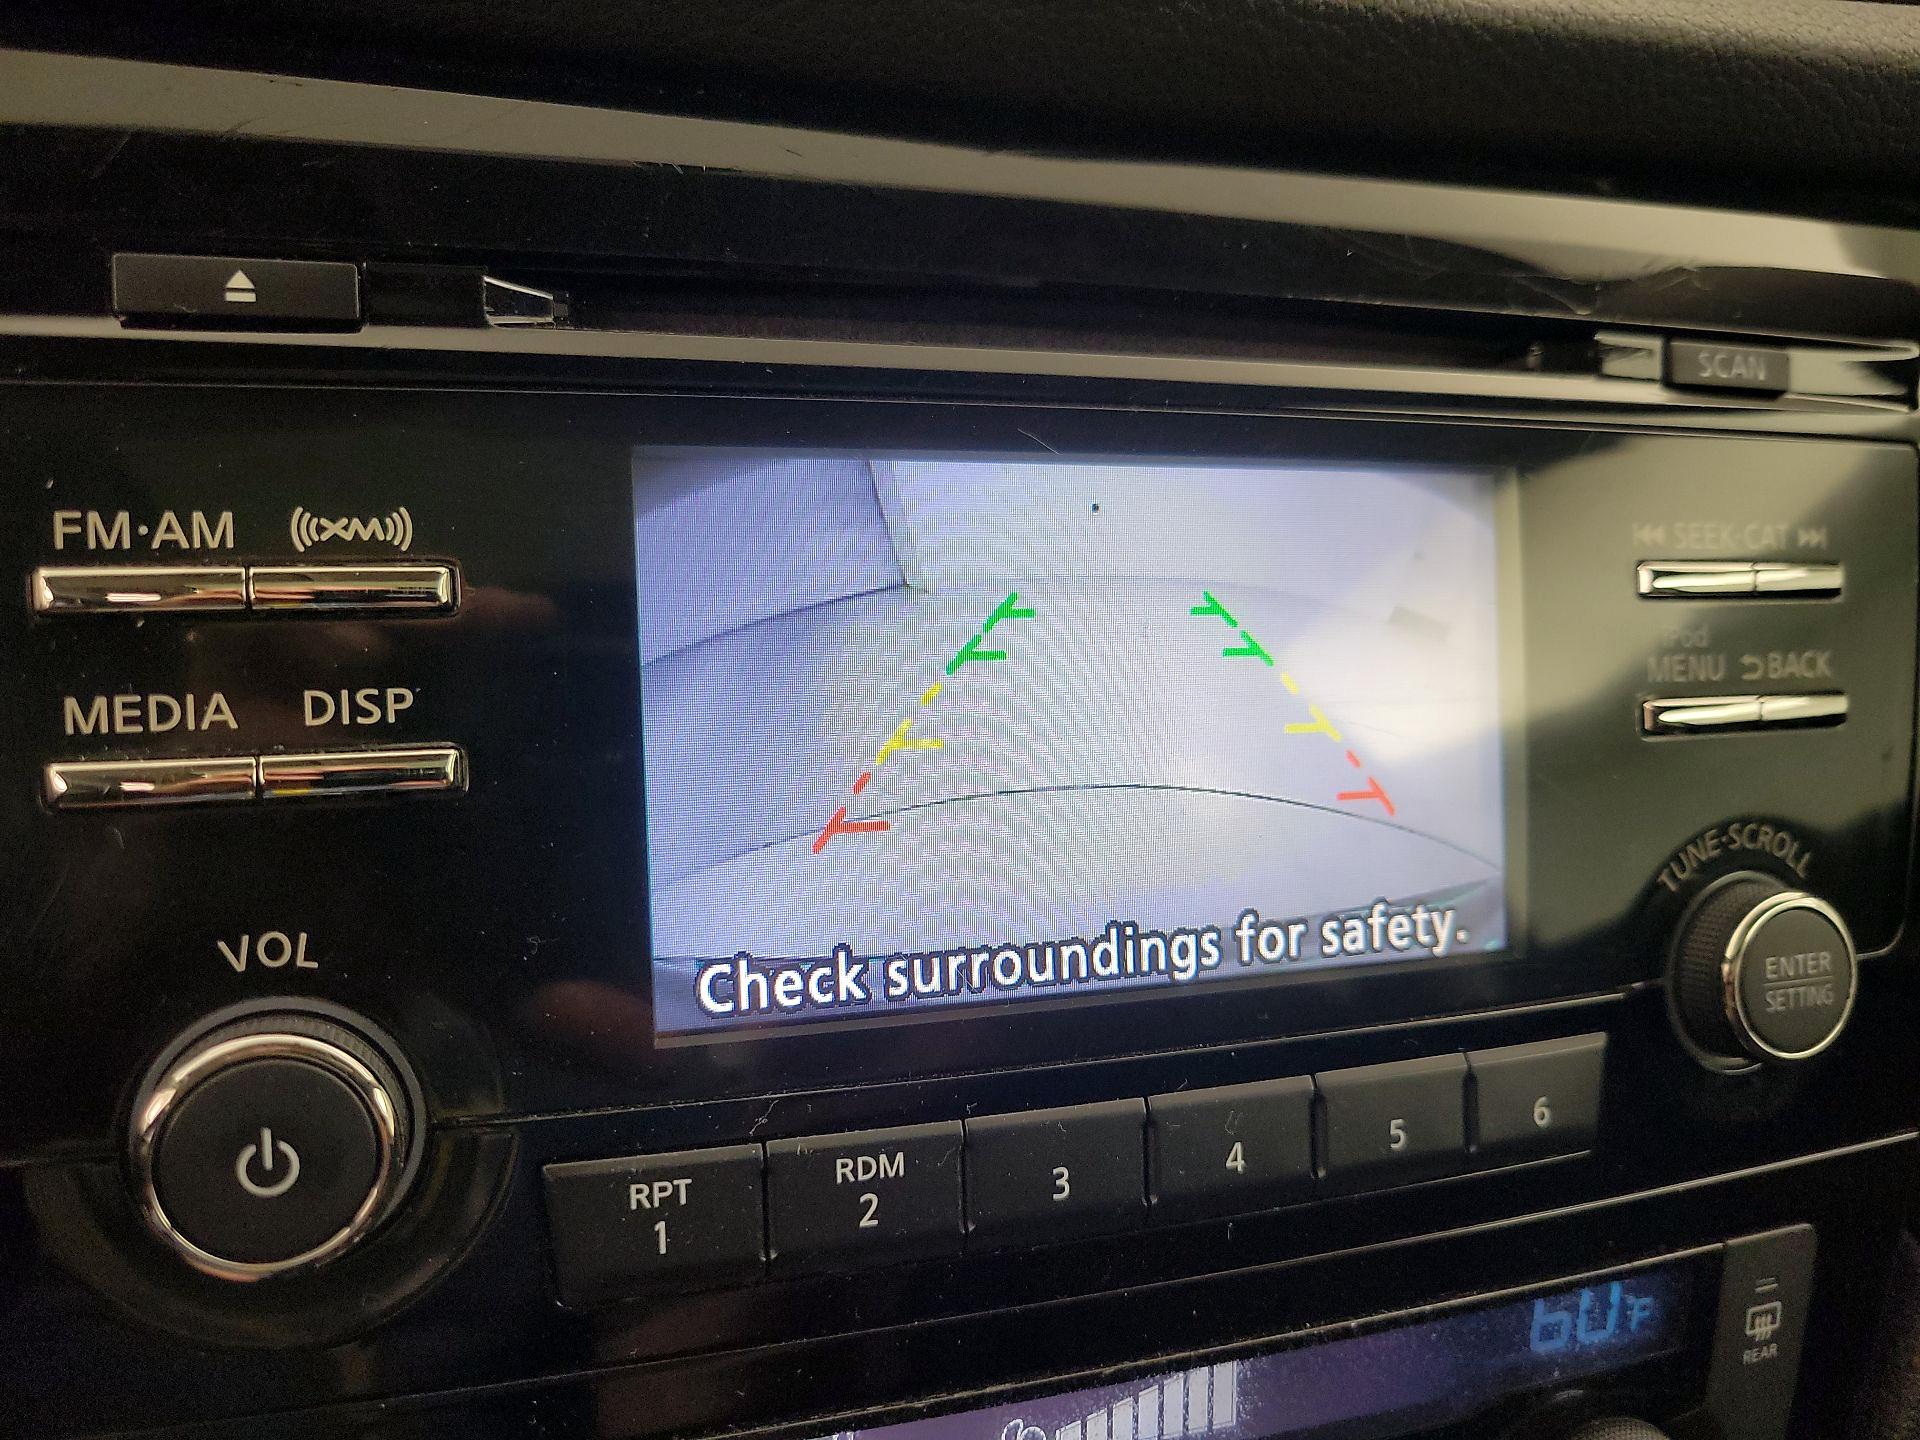 SCAN
FM·AM
XM
SEEK·CAT
MENU
BACK
MEDIA
DISP
TUNE·SCROLL
Check surroundings for safety.
VOL
ENTER
SETTING
RPT
1
RDM
2
3
4
5
6
60F
REAR